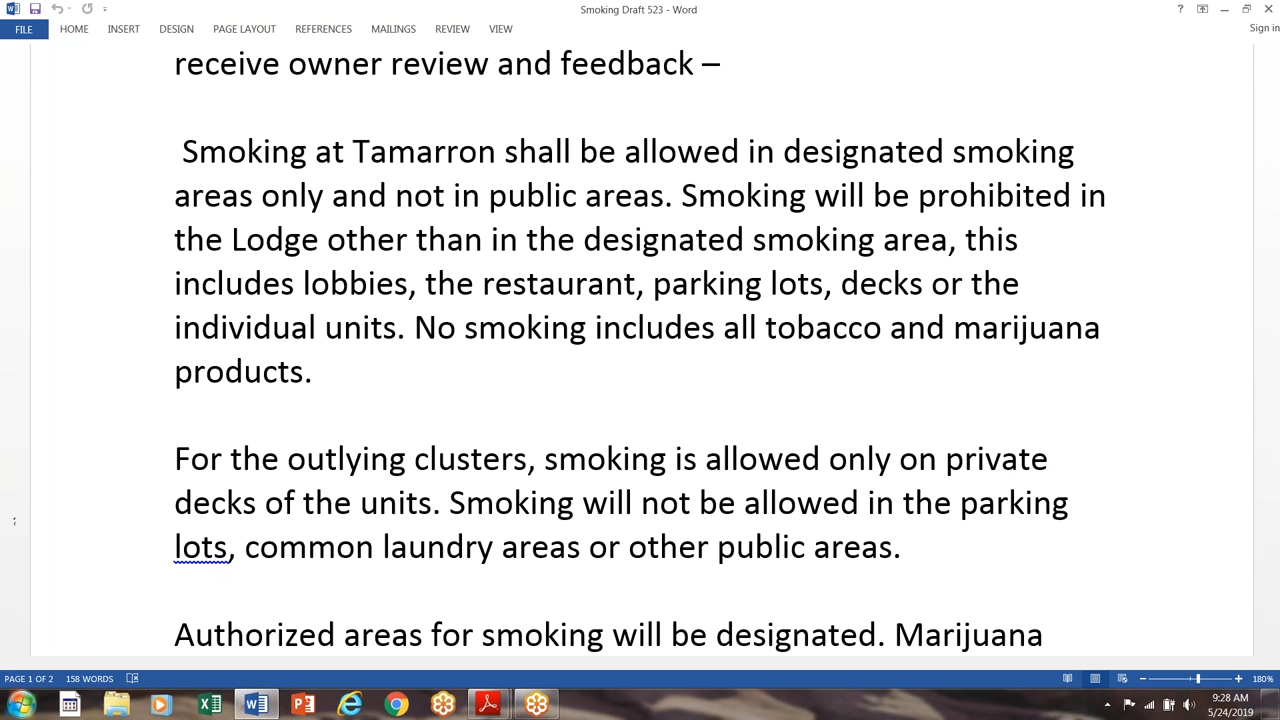 Smoking Draft 523 - Word
FILE HOME INSERT DESIGN PAGE LAYOUT REFERENCES MAILINGS REVIEW VIEW Sign in
receive owner review and feedback –
Smoking at Tamarron shall be allowed in designated smoking
areas only and not in public areas. Smoking will be prohibited in
the Lodge other than in the designated smoking area, this
includes lobbies, the restaurant, parking lots, decks or the
individual units. No smoking includes all tobacco and marijuana
products.
For the outlying clusters, smoking is allowed only on private
decks of the units. Smoking will not be allowed in the parking
lots, common laundry areas or other public areas.
Authorized areas for smoking will be designated. Marijuana
PAGE 1 OF 2 158 WORDS 180%
9:28 AM
5/24/2019